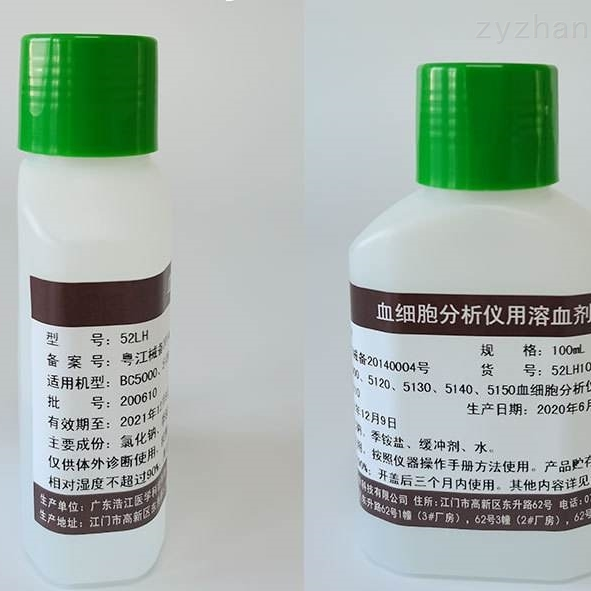 zyzhan
型 号: 52LH
备 案 号: 粤江械备
适用机型: BC5000、
批 号: 200610
有效期至: 2021年
主要成份: 氯化钠、
仅供体外诊断使用,
相对湿度不超过90%
生产单位: 广东浩江医学科
生产地址: 江门市高新区东
血细胞分析仪用溶血剂
械备20140004号
规 格: 100mL
货 号: 52LH10
00、5120、5130、5140、5150血细胞分析仪
生产日期: 2020年6月
年12月9日
季铵盐、缓冲剂、水。
按照仪器操作手册方法使用。产品贮存
90%; 开盖后三个月内使用。其他内容详见
科技有限公司 住所: 江门市高新区东升路62号 电话: 07
东升路62号1幢 (3#厂房), 62号3幢 (2#厂房), 62号